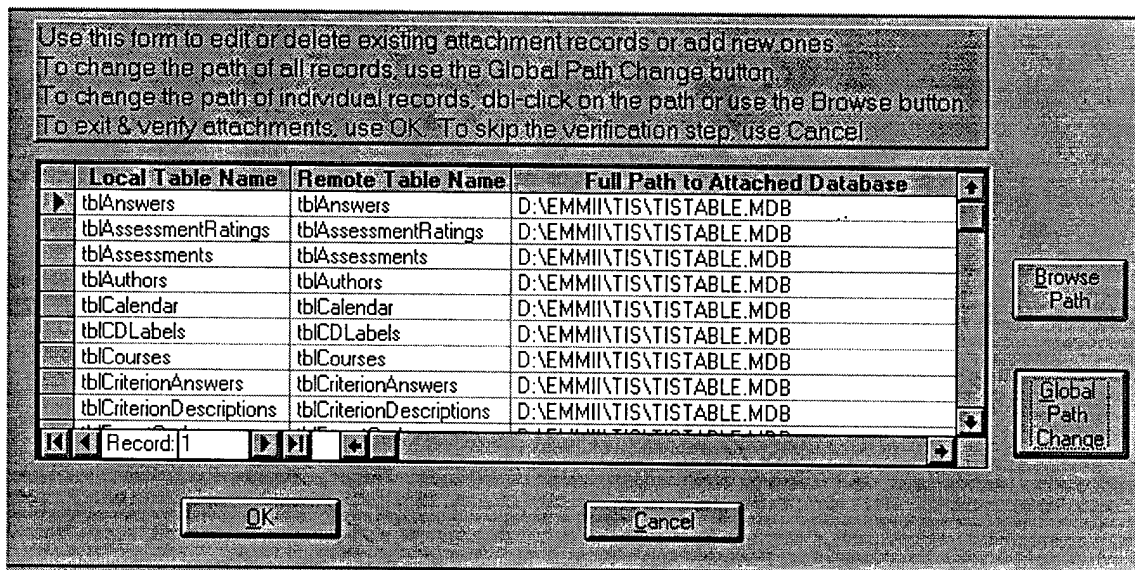 Use this form to edit or delete existing attachment records or add new ones.
To change the path of all records, use the Global Path Change button.
To change the path of individual records, dbl-click on the path or use the Browse button.
To exit & verify attachments, use OK. To skip the verification step, use Cancel.
Local Table Name Remote Table Name Full Path to Attached Database
tblAnswers tblAnswers D:\EMMII\TIS\TISTABLE.MDB
tblAssessmentRatings tblAssessmentRatings D:\EMMII\TIS\TISTABLE.MDB
tblAssessments tblAssessments D:\EMMII\TIS\TISTABLE.MDB
tblAuthors tblAuthors D:\EMMII\TIS\TISTABLE.MDB
tblCalendar tblCalendar D:\EMMII\TIS\TISTABLE.MDB
tblCDLabels tblCDLabels D:\EMMII\TIS\TISTABLE.MDB
tblCourses tblCourses D:\EMMII\TIS\TISTABLE.MDB
tblCriterionAnswers tblCriterionAnswers D:\EMMII\TIS\TISTABLE.MDB
tblCriterionDescriptions tblCriterionDescriptions D:\EMMII\TIS\TISTABLE.MDB
Record: 1
Browse
Path
Global
Path
Change
OK Cancel